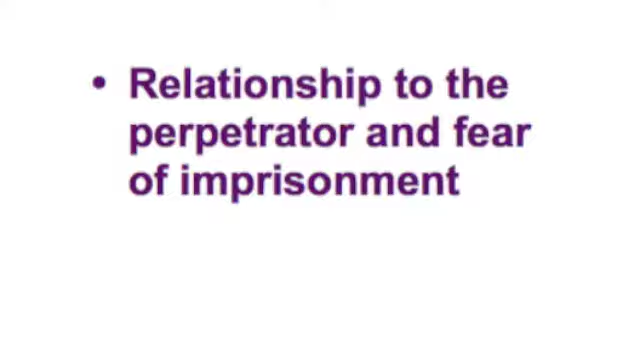 • Relationship to the
perpetrator and fear
of imprisonment